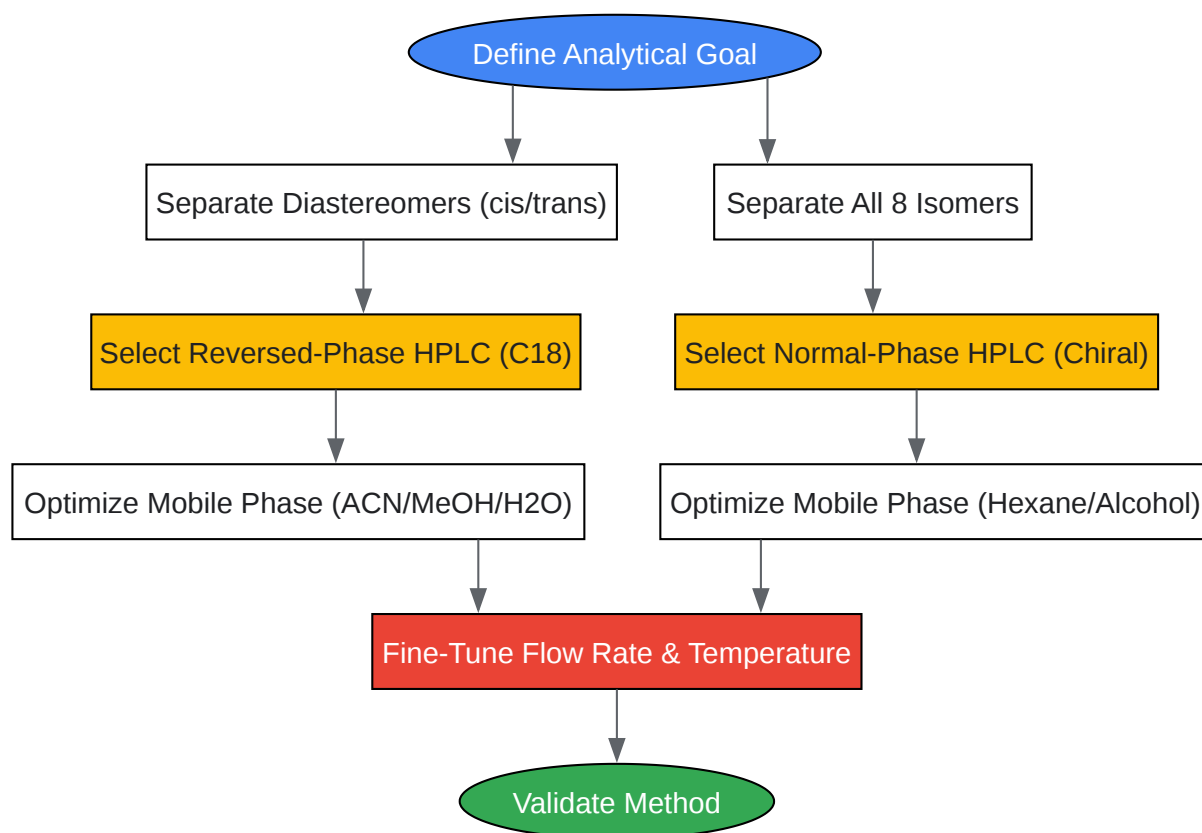 Define Analytical Goal
Separate Diastereomers (cis/trans)
Separate All 8 Isomers
Select Reversed-Phase HPLC (C18)
Select Normal-Phase HPLC (Chiral)
Optimize Mobile Phase (ACN/MeOH/H2O)
Optimize Mobile Phase (Hexane/Alcohol)
Fine-Tune Flow Rate & Temperature
Validate Method